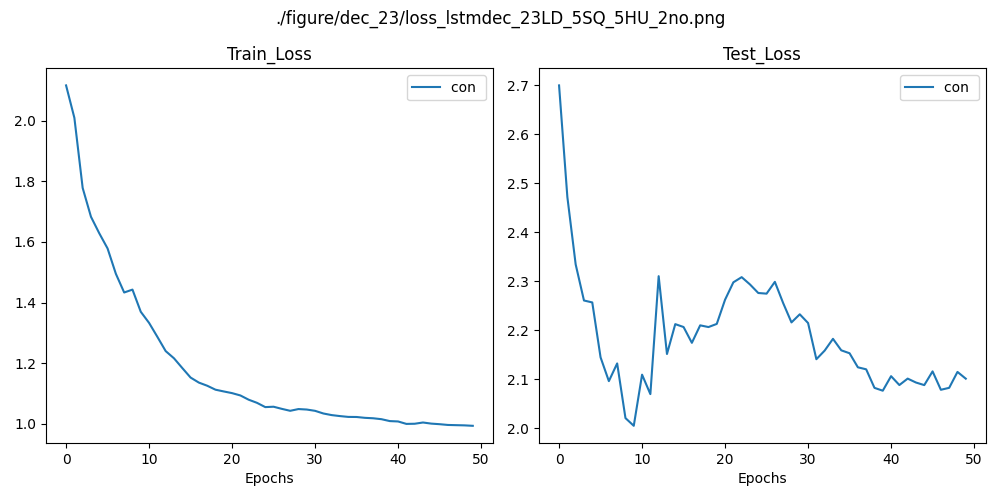 ./figure/dec_23/loss_lstmdec_23LD_5SQ_5HU_2no.png
Train_Loss
con
2.0
1.8
1.6
1.4
1.2
1.0
0 10 20 30 40 50
Epochs
Test_Loss
con
2.7
2.6
2.5
2.4
2.3
2.2
2.1
2.0
0 10 20 30 40 50
Epochs